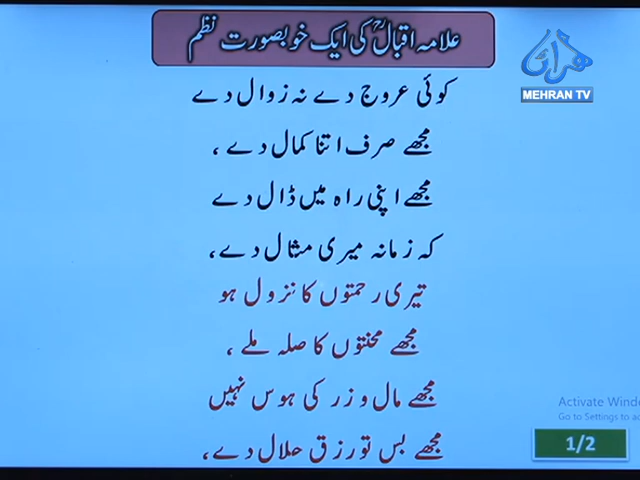 علامہ اقبالؒ کی ایک خوبصورت نظم
مہران
MEHRAN TV
کوئی عروج دے نہ زوال دے
مجھے صرف اتنا کمال دے ،
مجھے اپنی راہ میں ڈال دے
کہ زمانہ میری مثال دے،
تیری رحمتوں کا نزول ہو
مجھے محنتوں کا صلہ ملے ،
مجھے مال و زر کی ہوس نہیں
مجھے بس تو رزق حلال دے،
Activate Wind
Go to Settings to a
1/2